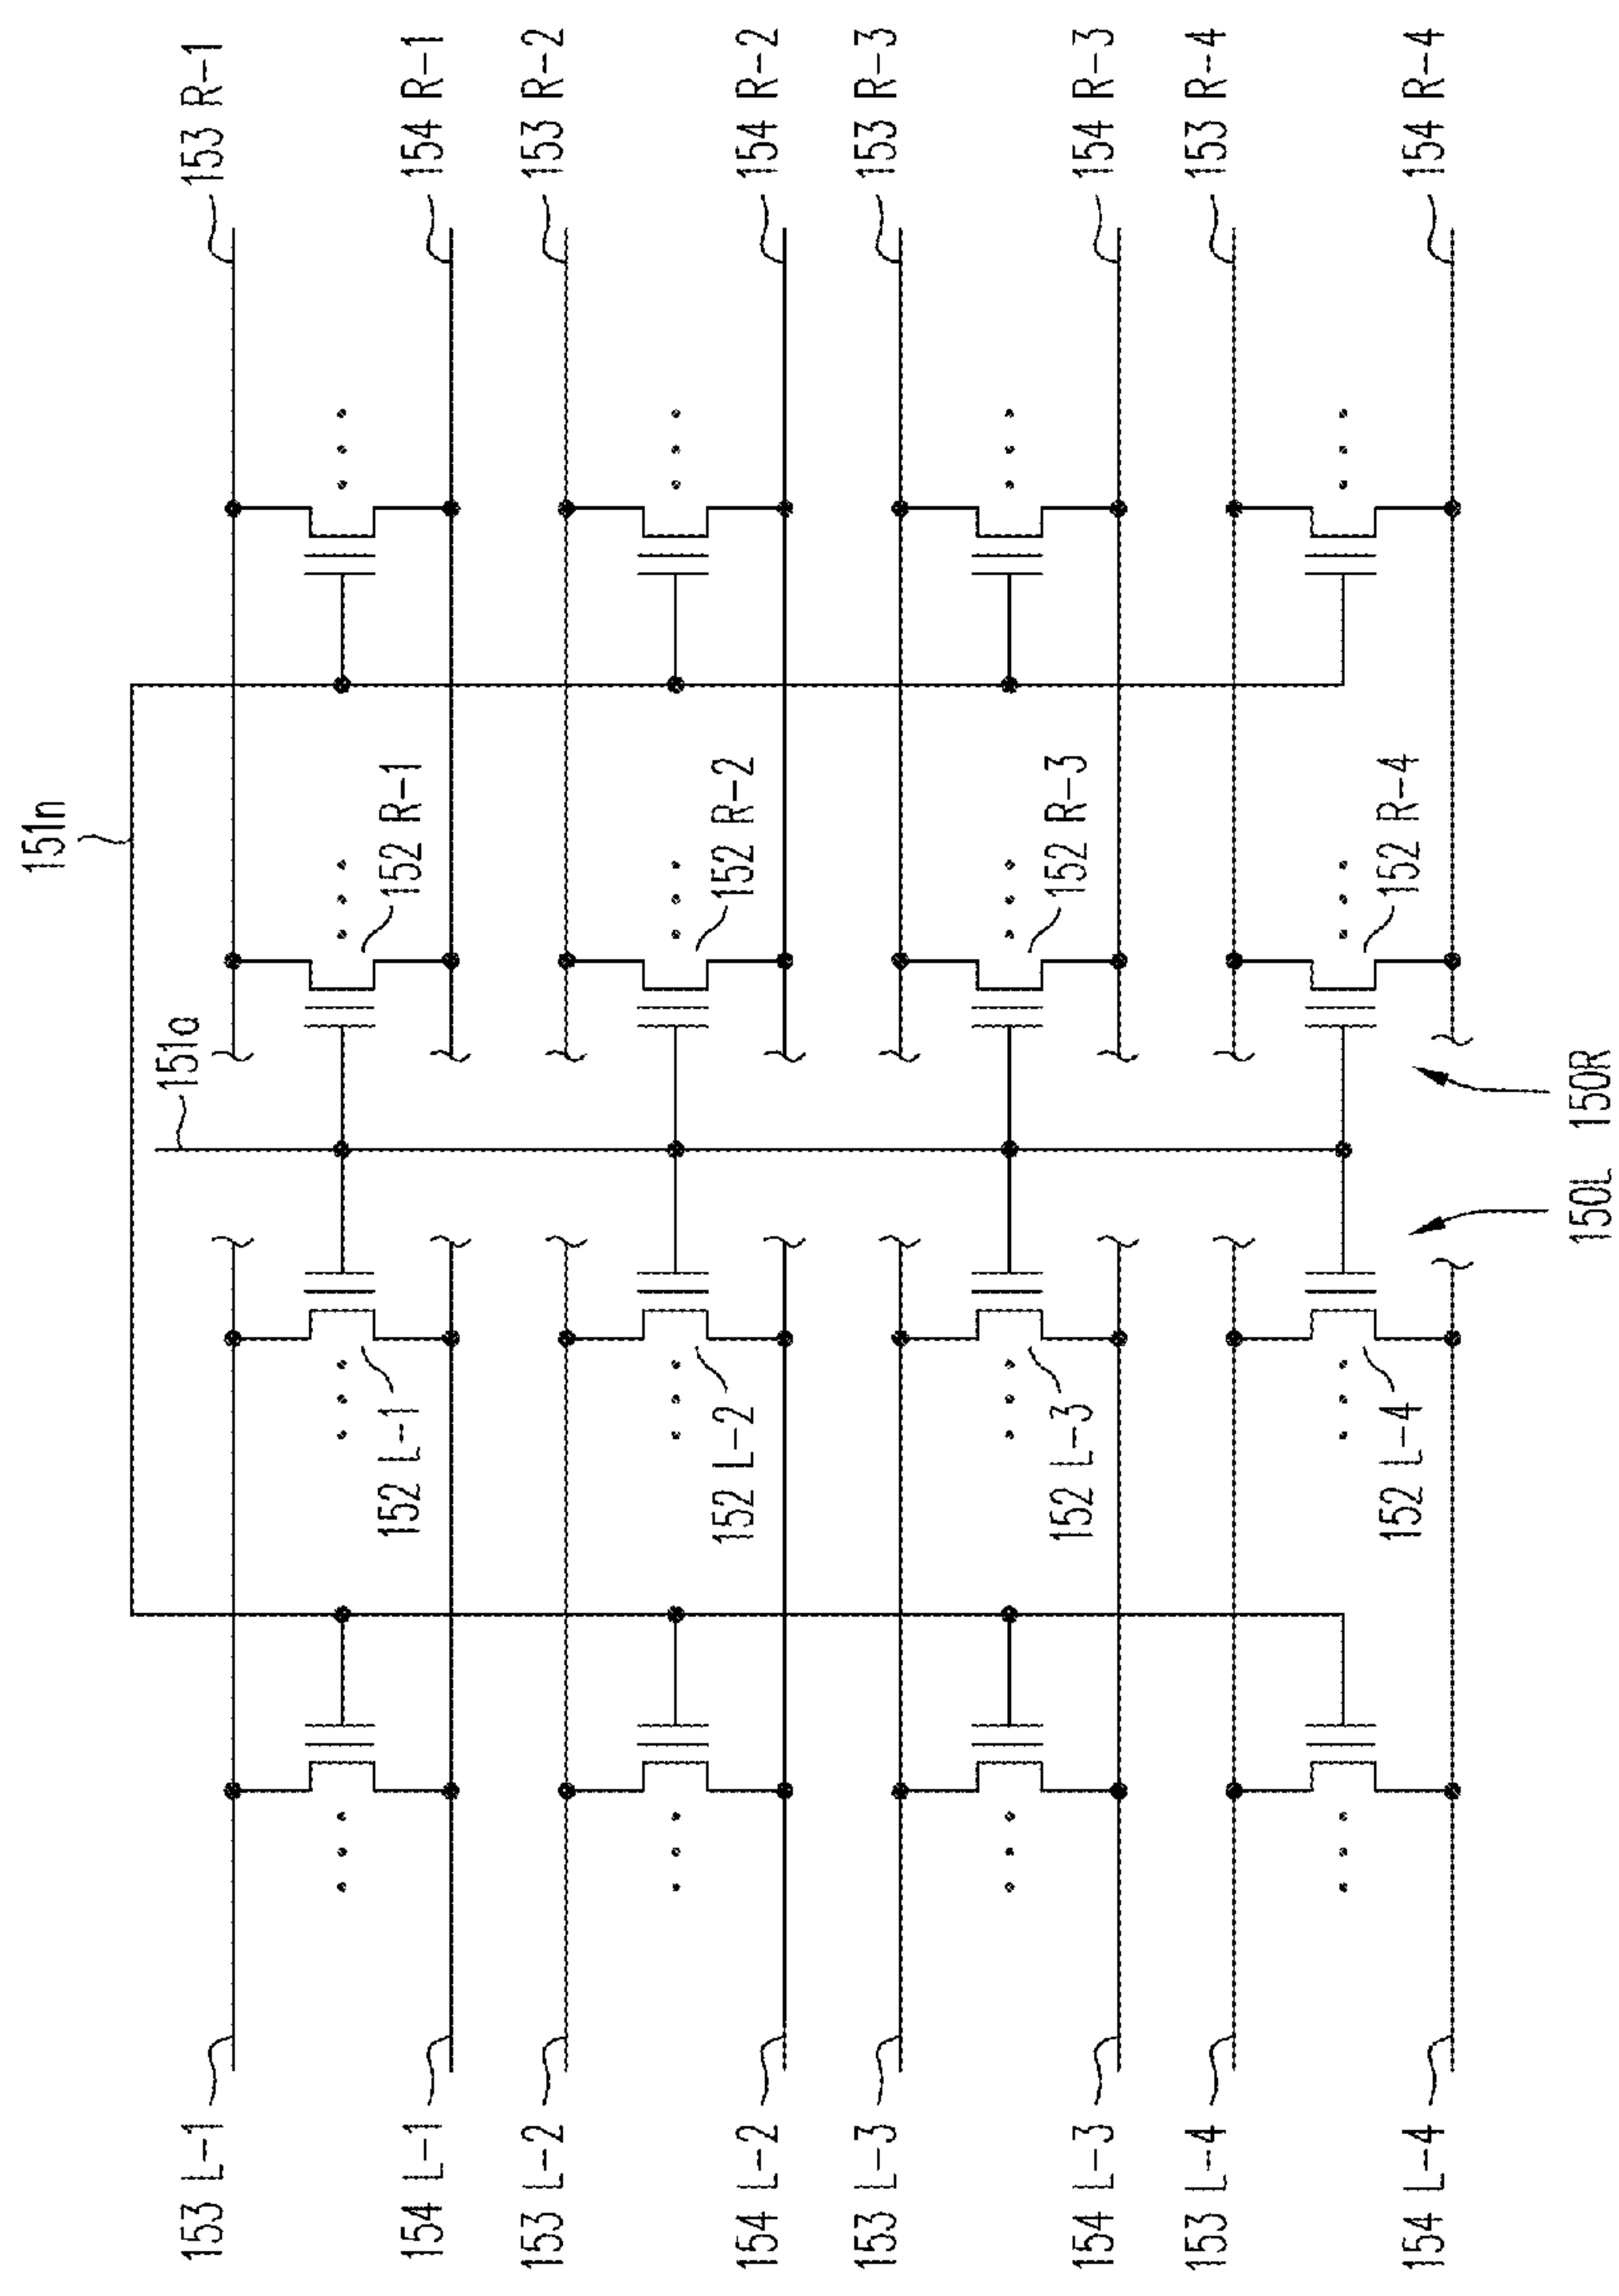 151n
151a
153 L-1
153 R-1
152 L-1
152 R-1
154 L-1
154 R-1
153 L-2
153 R-2
152 L-2
152 R-2
154 L-2
154 R-2
153 L-3
153 R-3
152 L-3
152 R-3
154 L-3
154 R-3
153 L-4
153 R-4
152 L-4
152 R-4
154 L-4
154 R-4
150L
150R